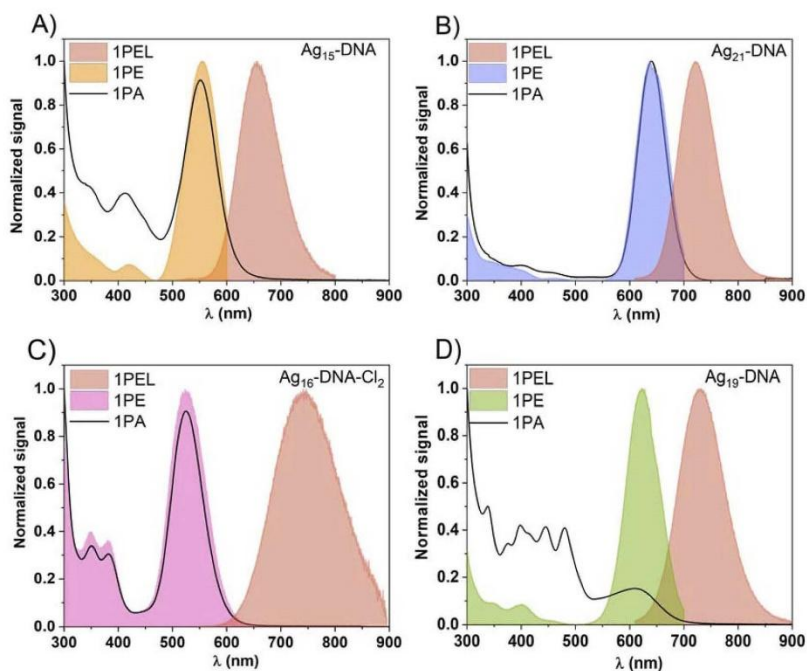 A)
1PEL
1PE
1PA
Ag₁₅-DNA
Normalized signal
1.0
0.8
0.6
0.4
0.2
0.0
300 400 500 600 700 800 900
λ (nm)
B)
1PEL
1PE
1PA
Ag₂₁-DNA
Normalized signal
1.0
0.8
0.6
0.4
0.2
0.0
300 400 500 600 700 800 900
λ (nm)
C)
1PEL
1PE
1PA
Ag₁₆-DNA-Cl₂
Normalized signal
1.0
0.8
0.6
0.4
0.2
0.0
300 400 500 600 700 800 900
λ (nm)
D)
1PEL
1PE
1PA
Ag₁₉-DNA
Normalized signal
1.0
0.8
0.6
0.4
0.2
0.0
300 400 500 600 700 800 900
λ (nm)